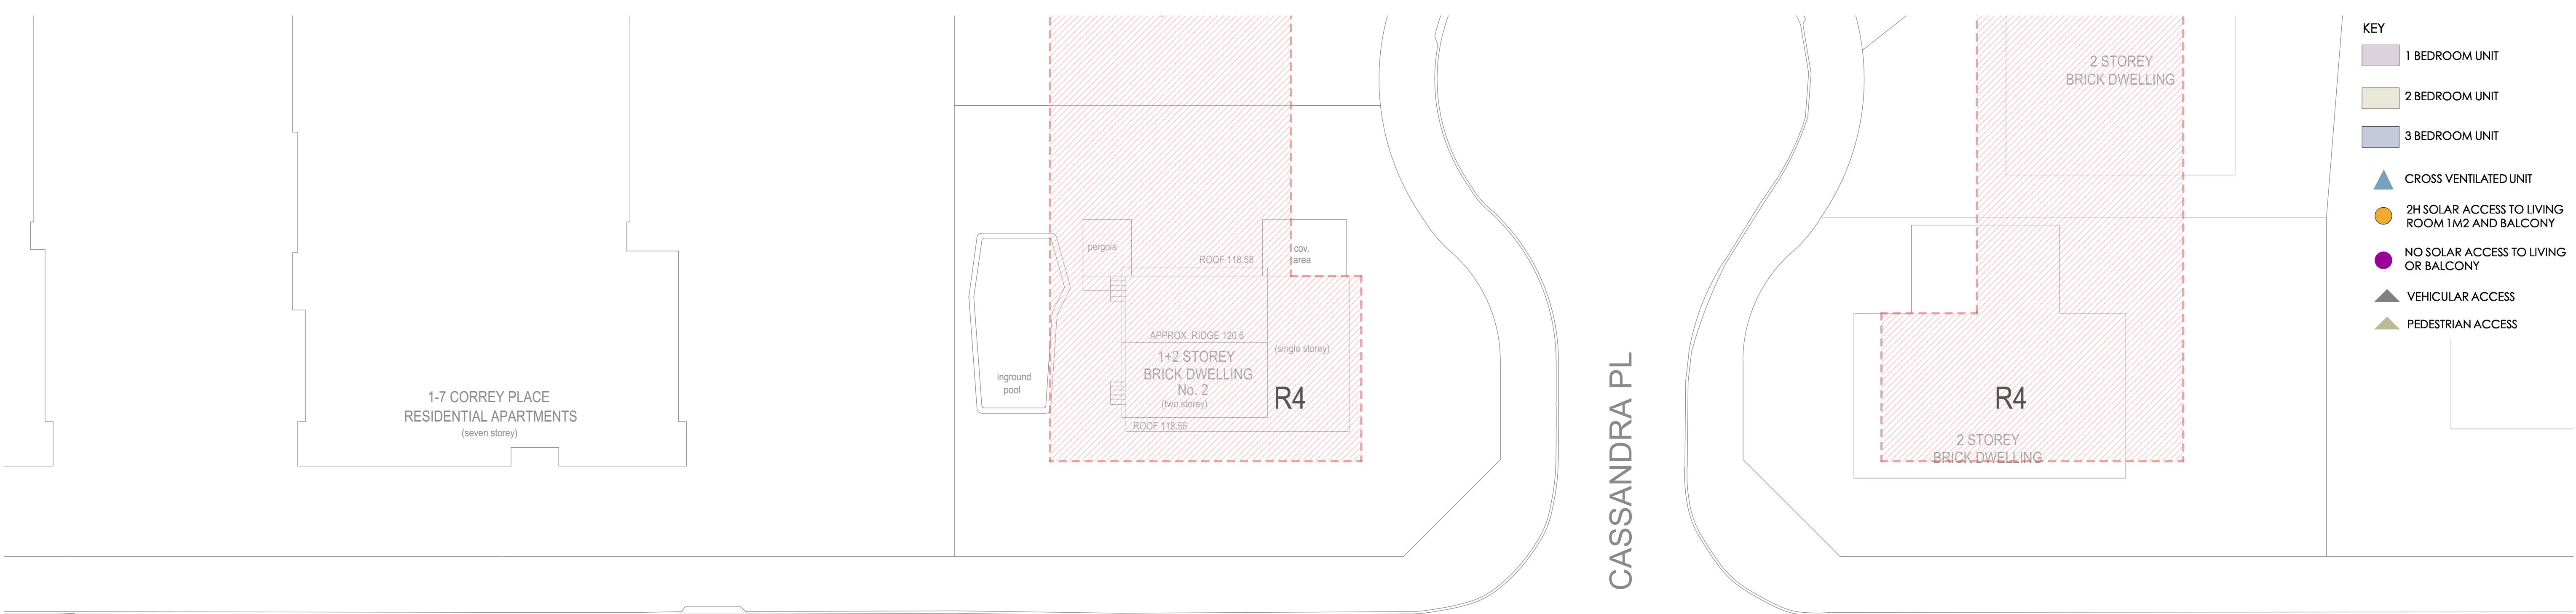 1-7 CORREY PLACE
RESIDENTIAL APARTMENTS
(seven storey)
pergola
ROOF 118.58
cov.
area
inground
pool
APPROX. RIDGE 120.6
1+2 STOREY
BRICK DWELLING
No. 2
(two storey)
(single storey)
R4
ROOF 118.56
CASSANDRA PL
2 STOREY
BRICK DWELLING
R4
2 STOREY
BRICK DWELLING
KEY
1 BEDROOM UNIT
2 BEDROOM UNIT
3 BEDROOM UNIT
CROSS VENTILATED UNIT
2H SOLAR ACCESS TO LIVING
ROOM 1M2 AND BALCONY
NO SOLAR ACCESS TO LIVING
OR BALCONY
VEHICULAR ACCESS
PEDESTRIAN ACCESS